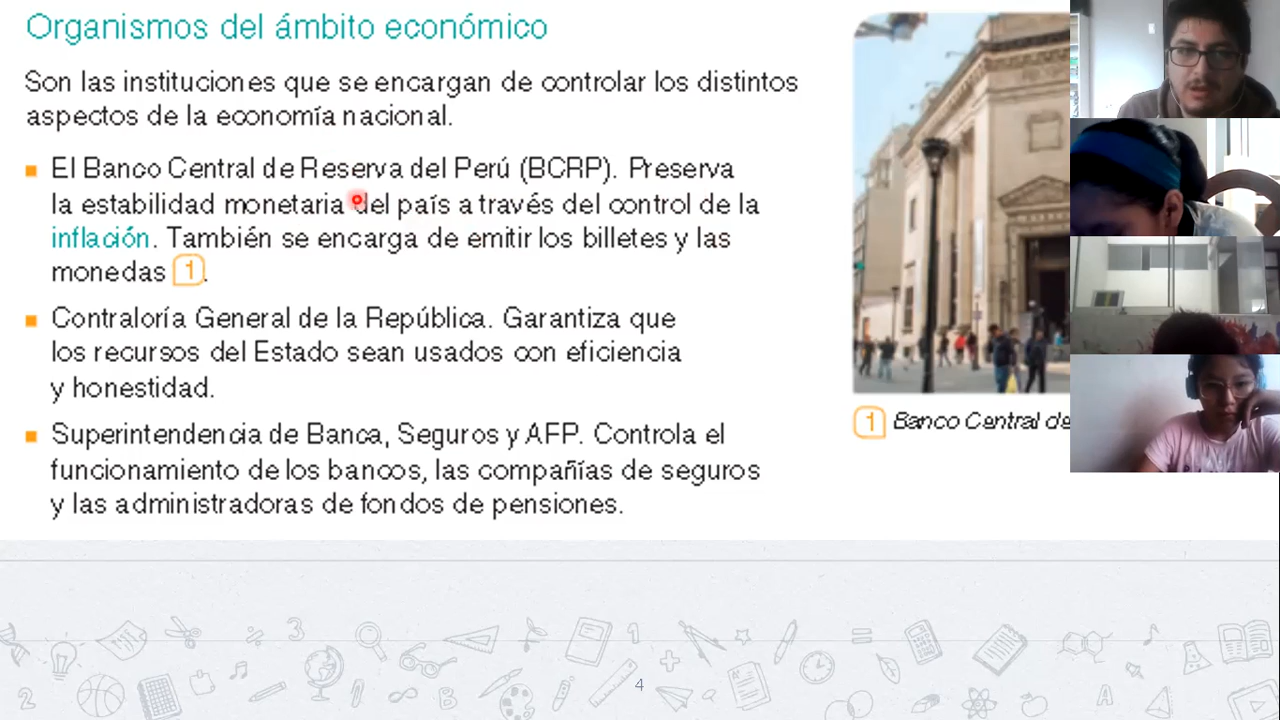 Organismos del ámbito económico
Son las instituciones que se encargan de controlar los distintos
aspectos de la economía nacional.
El Banco Central de Reserva del Perú (BCRP). Preserva
la estabilidad monetaria del país a través del control de la
inflación. También se encarga de emitir los billetes y las
monedas 1.
Contraloría General de la República. Garantiza que
los recursos del Estado sean usados con eficiencia
y honestidad.
Superintendencia de Banca, Seguros y AFP. Controla el
funcionamiento de los bancos, las compañías de seguros
y las administradoras de fondos de pensiones.
1 Banco Central de
4